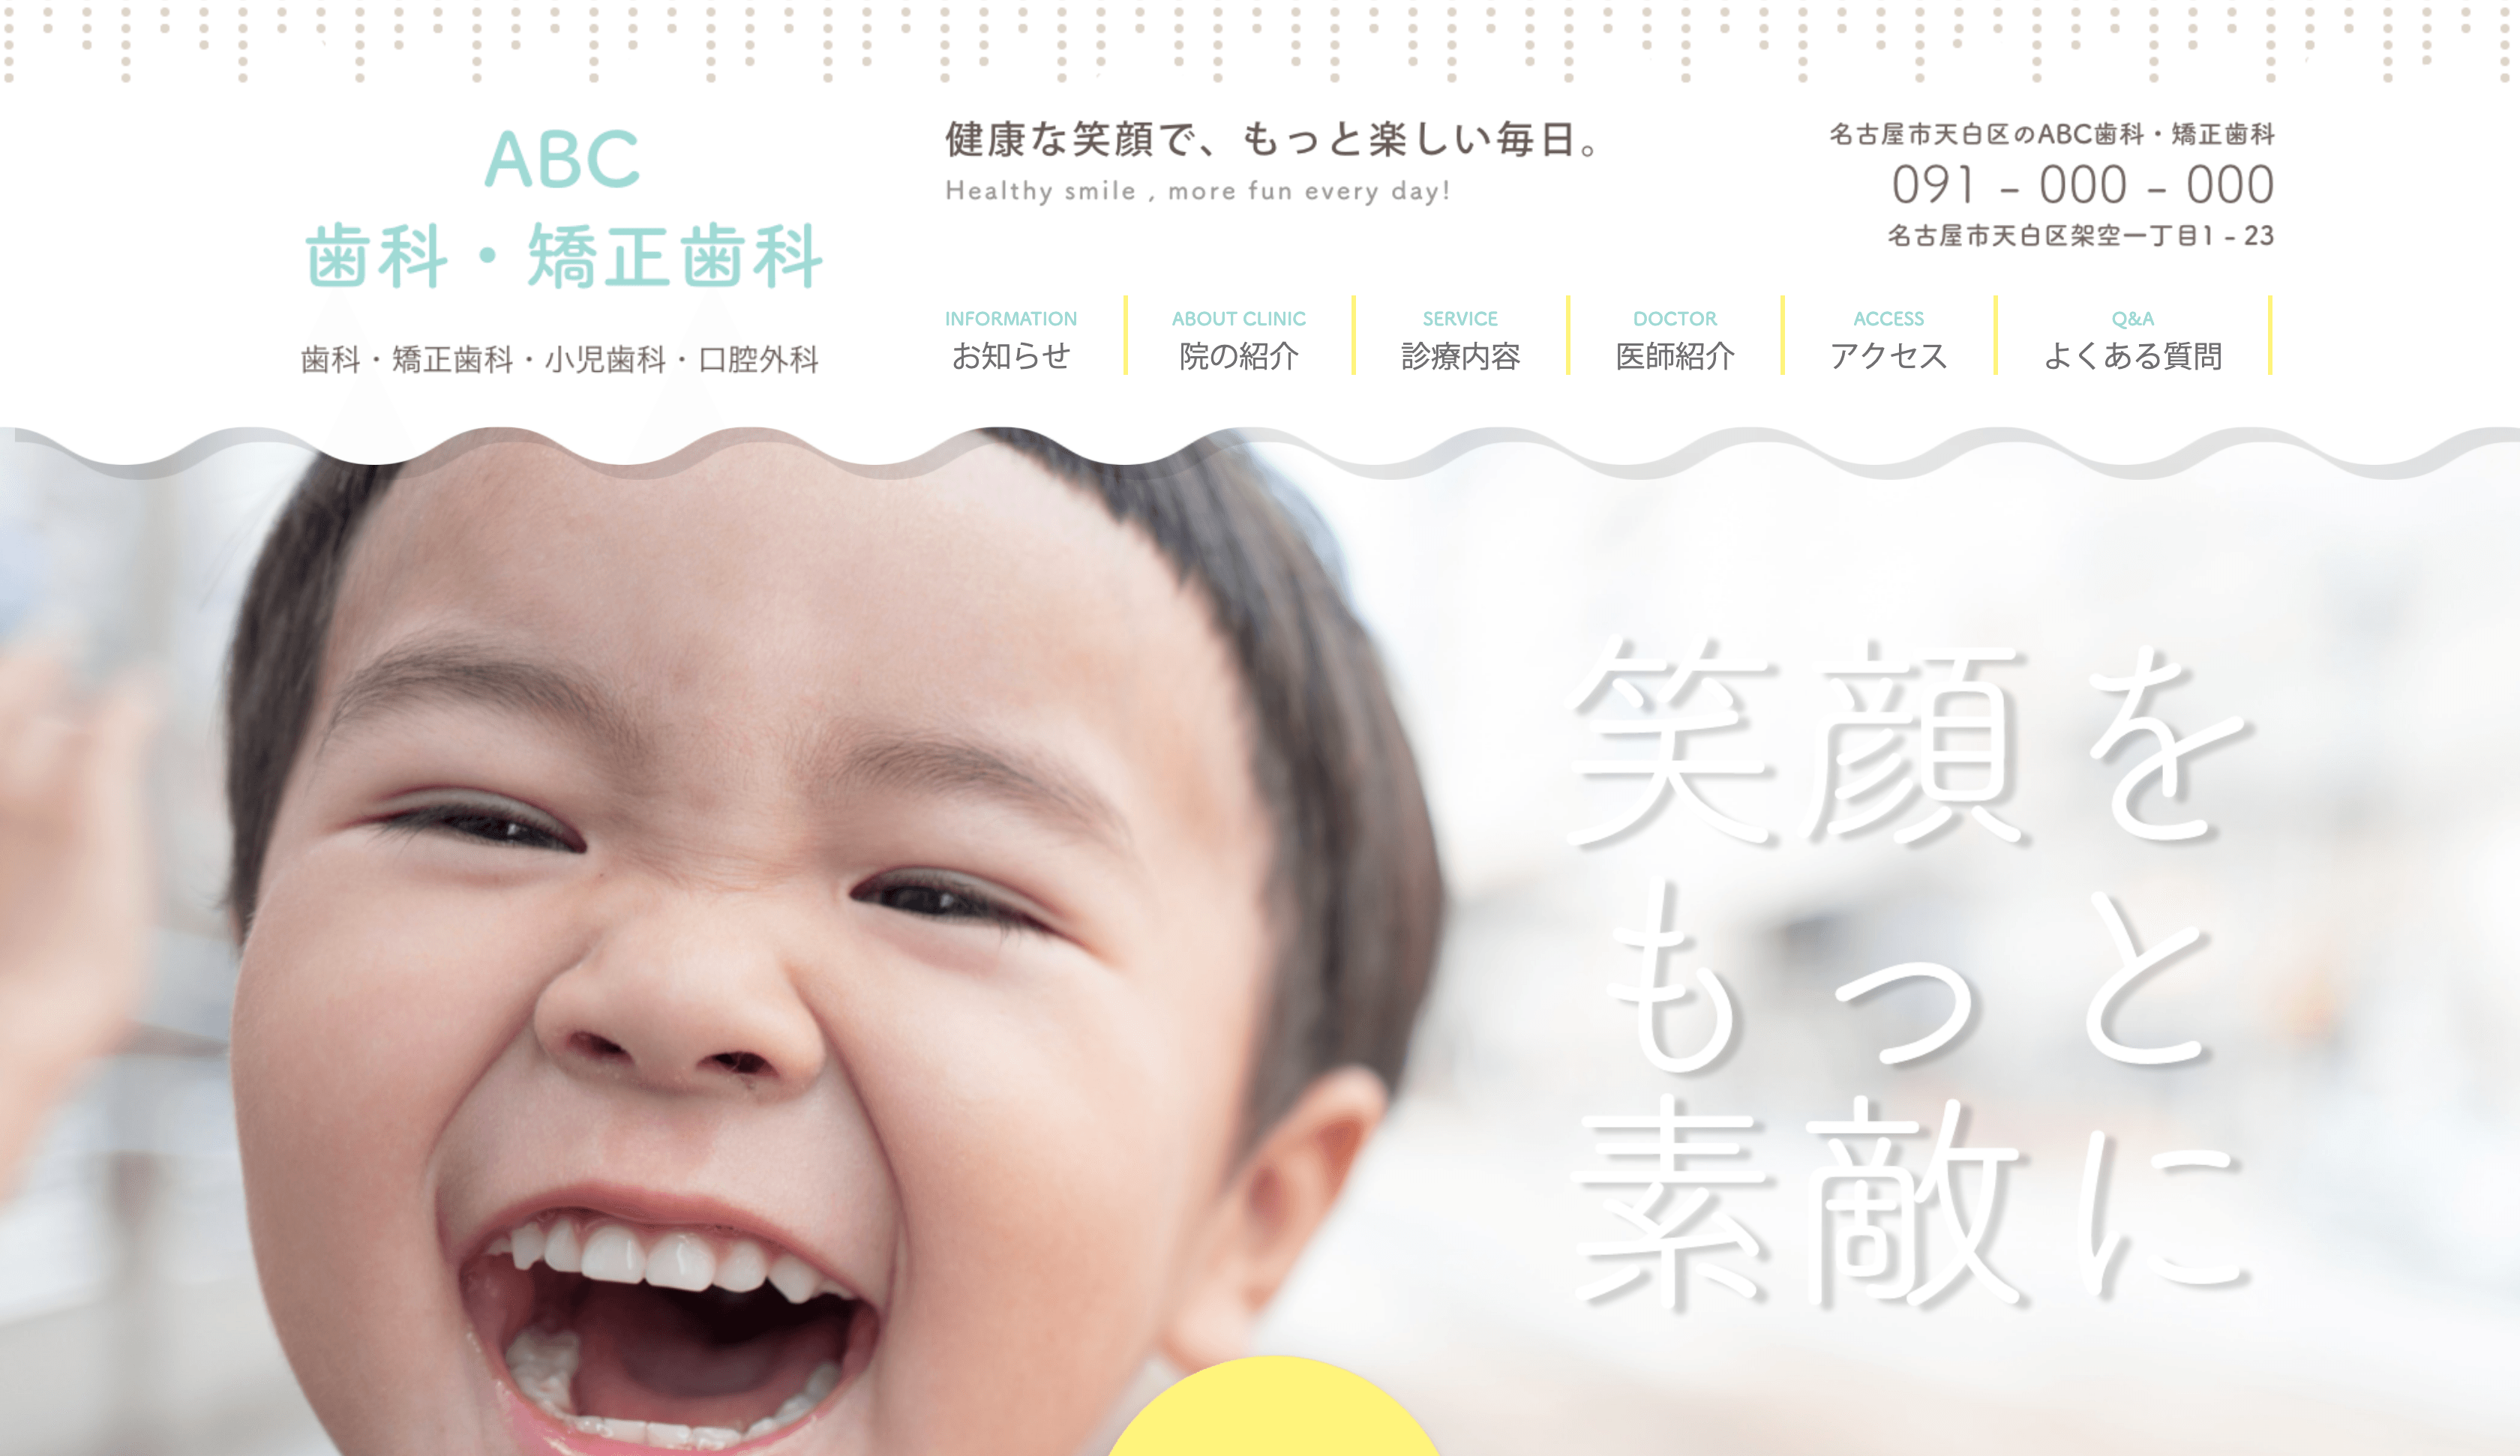 ABC
歯科・矯正歯科
歯科・矯正歯科・小児歯科・口腔外科
健康な笑顔で、もっと楽しい毎日。
Healthy smile , more fun every day!
名古屋市天白区のABC歯科・矯正歯科
091 - 000 - 000
名古屋市天白区架空一丁目1 - 23
INFORMATION
お知らせ
ABOUT CLINIC
院の紹介
SERVICE
診療内容
DOCTOR
医師紹介
ACCESS
アクセス
Q&A
よくある質問
笑顔を
もっと
素敵に